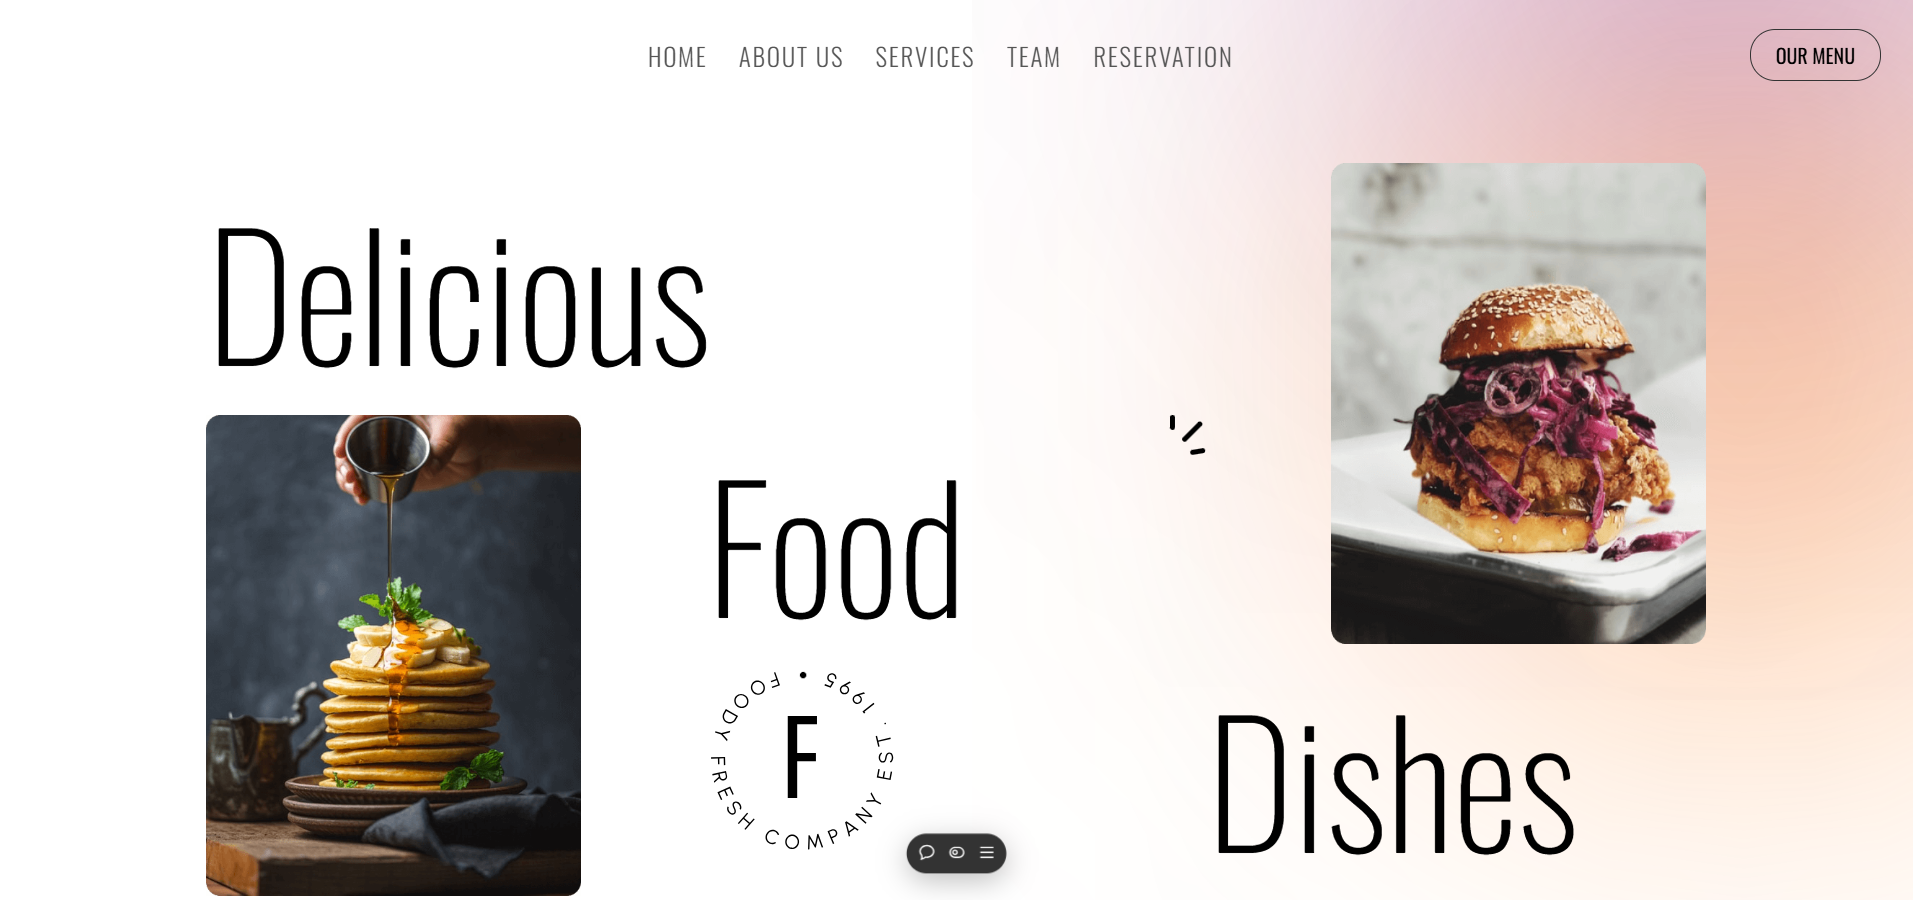 HOME ABOUT US SERVICES TEAM RESERVATION
OUR MENU
Delicious
Food
FOODY FRESH COMPANY EST . 1995 •
F
Dishes